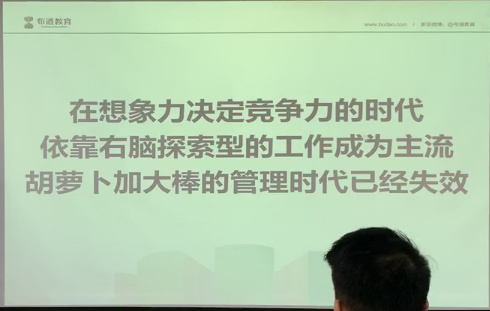 布道教育
www.budao.com / 新浪微博：@布道教育
在想象力决定竞争力的时代
依靠右脑探索型的工作成为主流
胡萝卜加大棒的管理时代已经失效